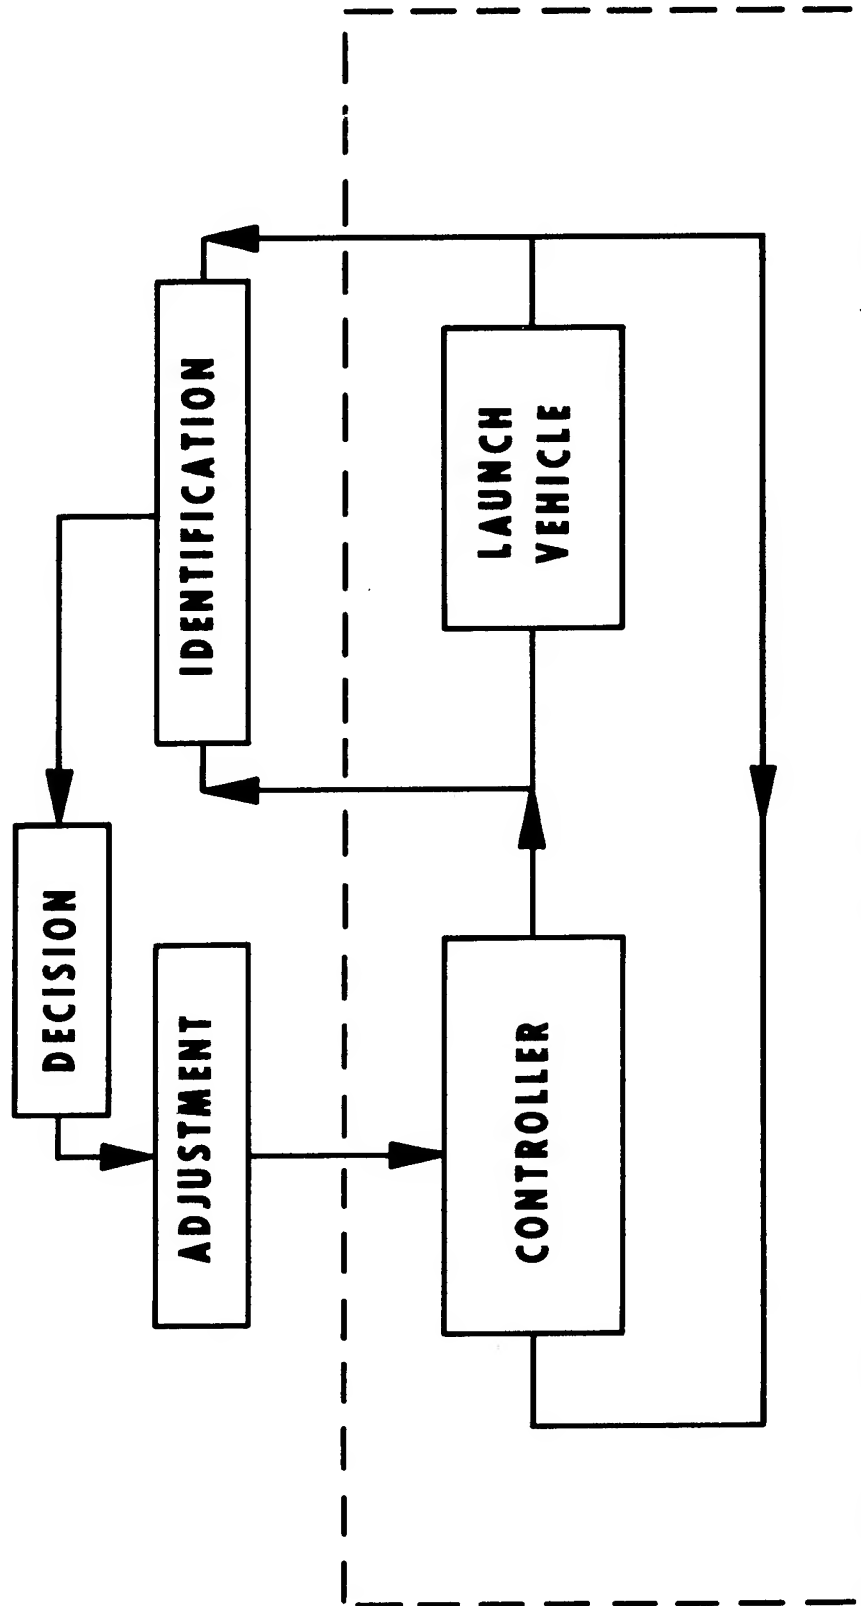 DECISION
IDENTIFICATION
ADJUSTMENT
CONTROLLER
LAUNCH
VEHICLE